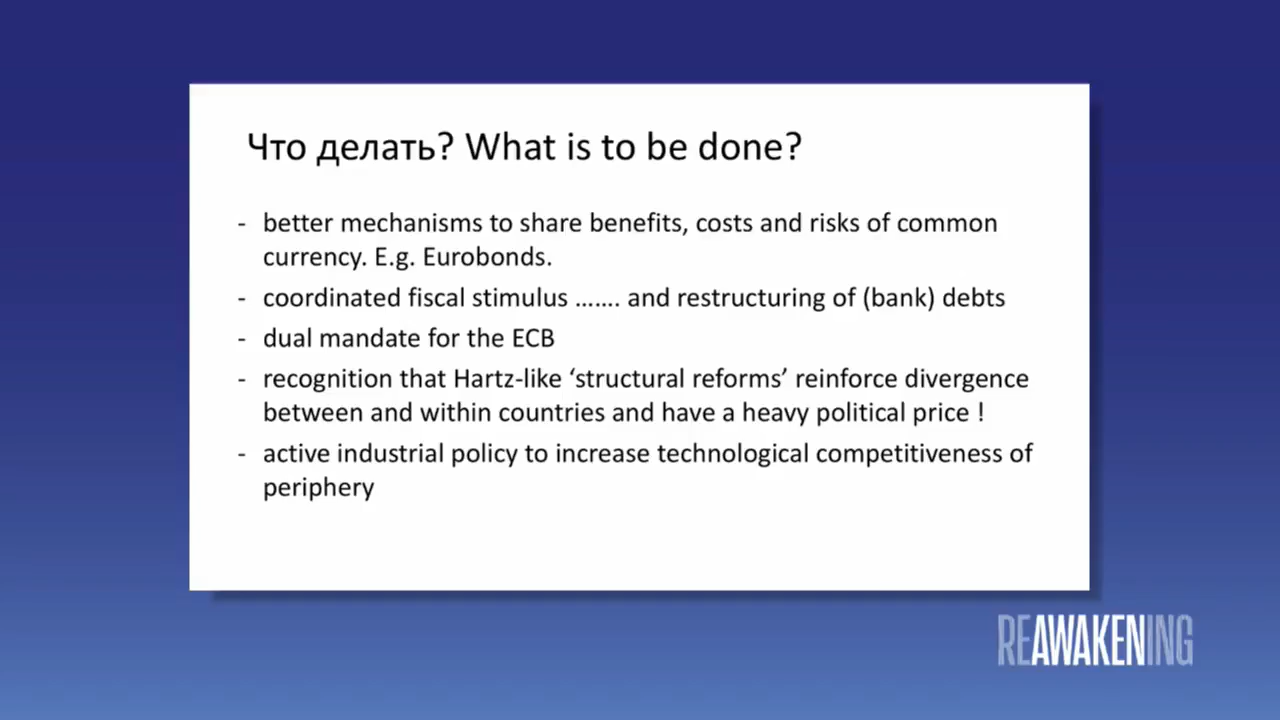 Что делать? What is to be done?
- better mechanisms to share benefits, costs and risks of common
currency. E.g. Eurobonds.
- coordinated fiscal stimulus ……. and restructuring of (bank) debts
- dual mandate for the ECB
- recognition that Hartz-like ‘structural reforms’ reinforce divergence
between and within countries and have a heavy political price !
- active industrial policy to increase technological competitiveness of
periphery
REAWAKENING